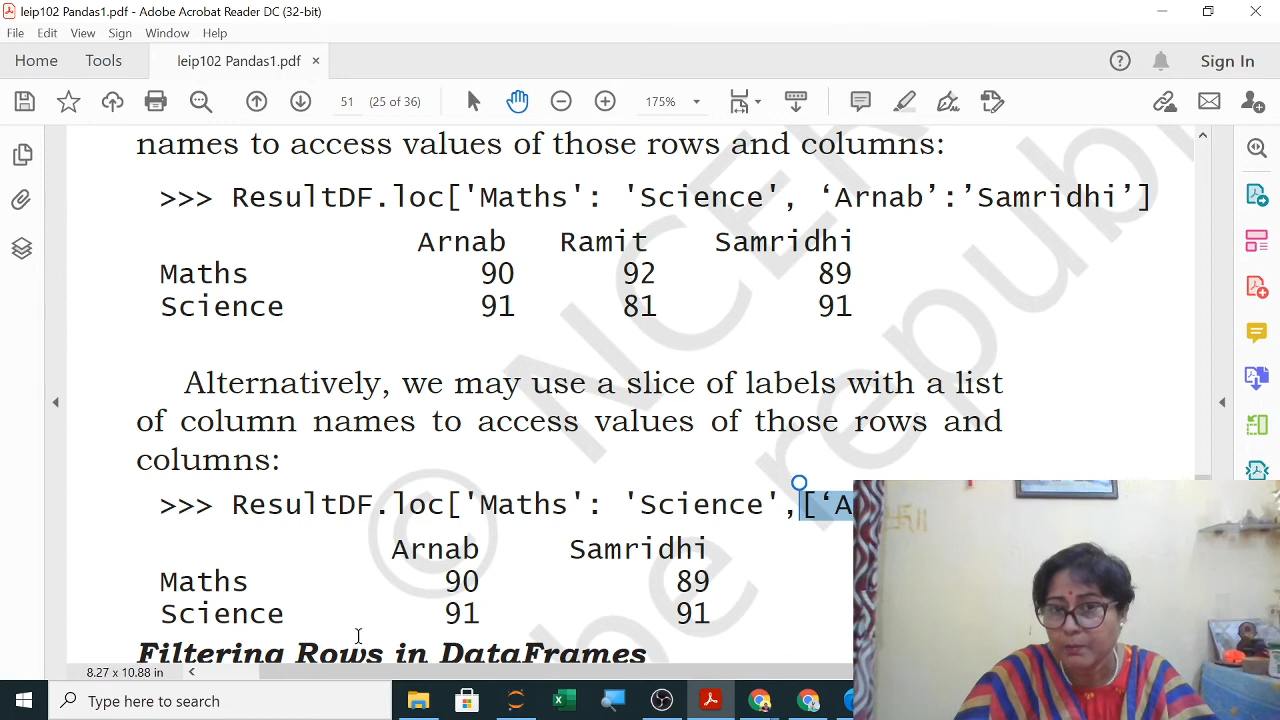 leip102 Pandas1.pdf - Adobe Acrobat Reader DC (32-bit)
File Edit View Sign Window Help
Home Tools leip102 Pandas1.pdf × Sign In
51 (25 of 36) 175%
names to access values of those rows and columns:
>>> ResultDF.loc['Maths': 'Science', ‘Arnab’:’Samridhi’]
Arnab Ramit Samridhi
Maths 90 92 89
Science 91 81 91
Alternatively, we may use a slice of labels with a list
of column names to access values of those rows and
columns:
>>> ResultDF.loc['Maths': 'Science',[‘A
Arnab Samridhi
Maths 90 89
Science 91 91
Filtering Rows in DataFrames
8.27 x 10.88 in
Type here to search
© NCER
be republ